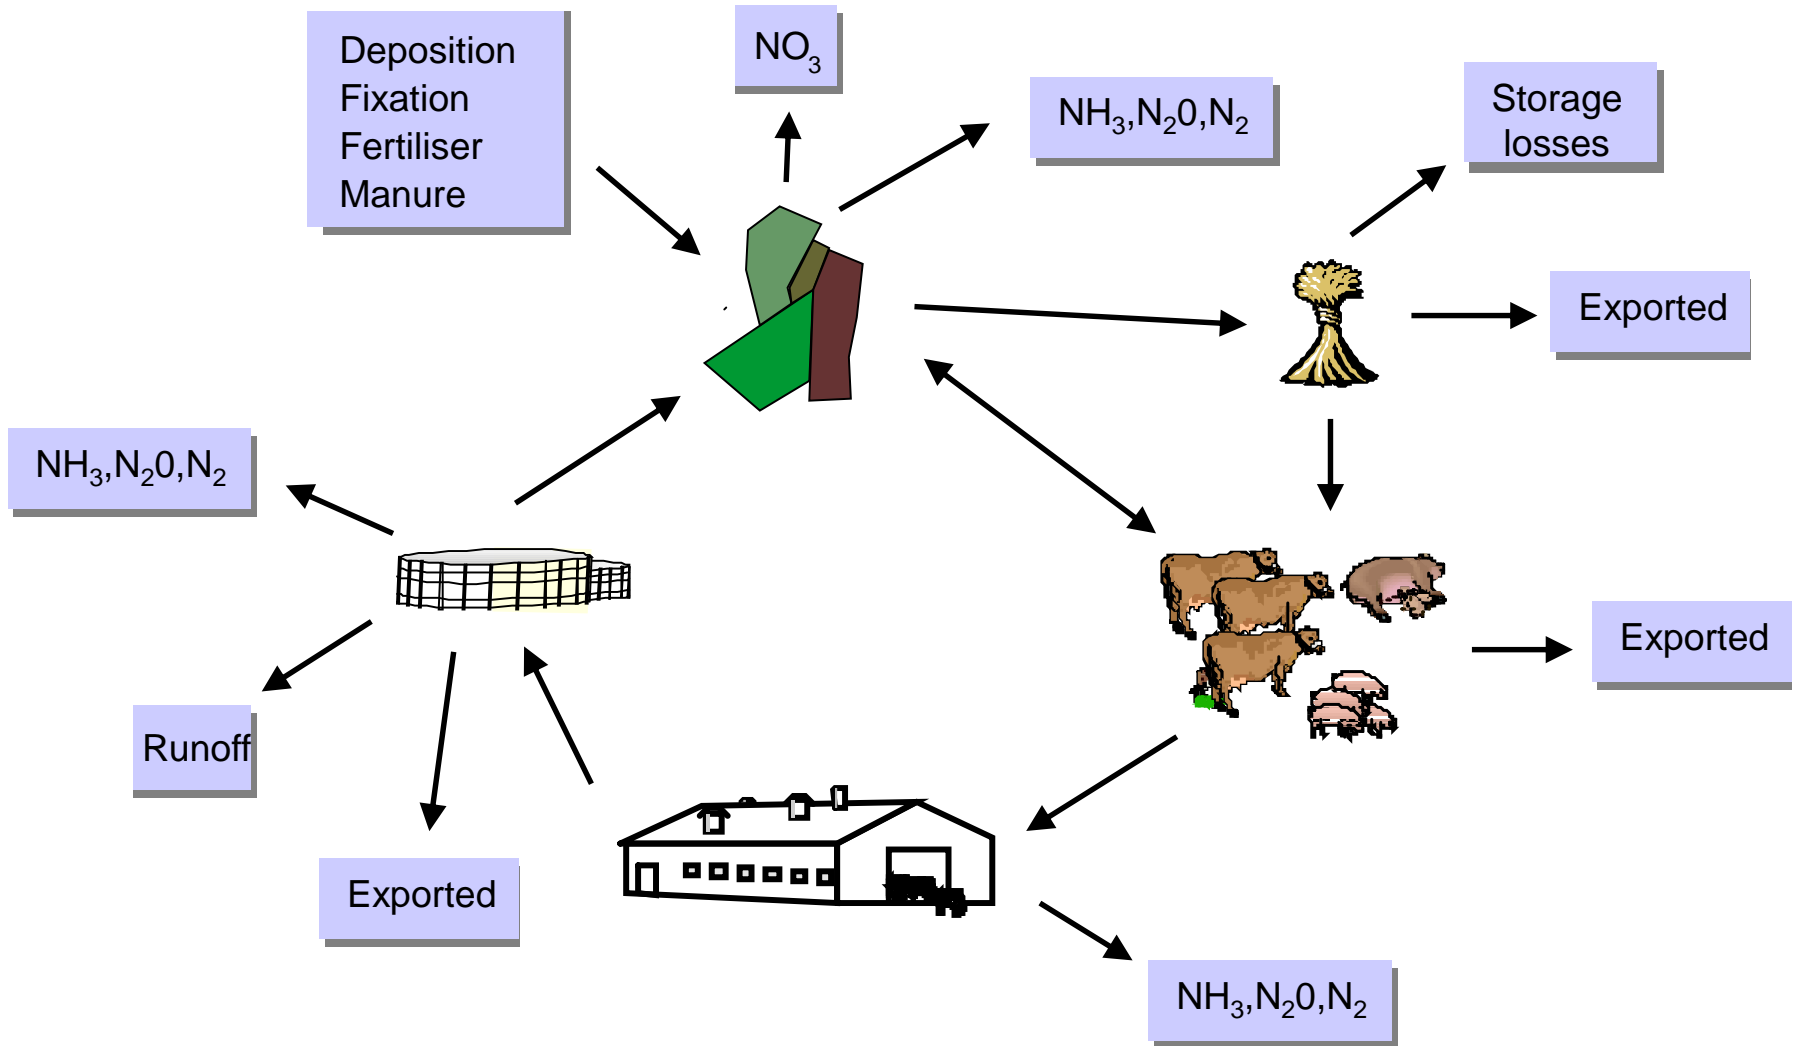 Deposition
Fixation
Fertiliser
Manure
NO₃
NH₃,N₂0,N₂
Storage
losses
Exported
NH₃,N₂0,N₂
Exported
Runoff
Exported
NH₃,N₂0,N₂